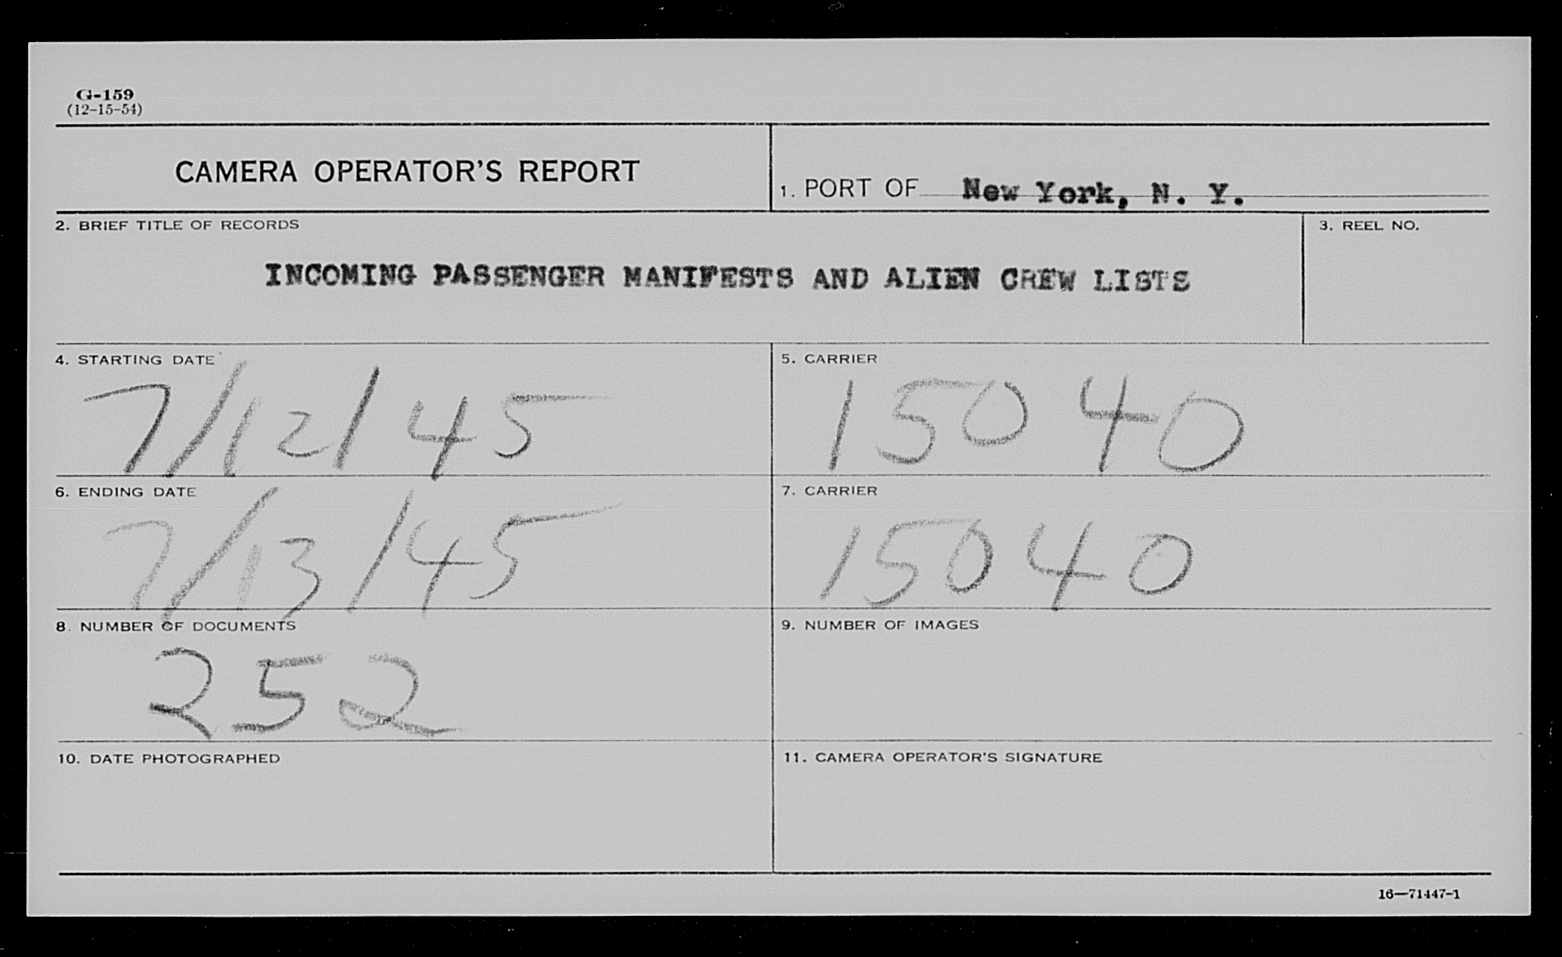 G-159
(12-15-54)
CAMERA OPERATOR'S REPORT
1. PORT OF New York, N. Y.
2. BRIEF TITLE OF RECORDS
3. REEL NO.
INCOMING PASSENGER MANIFESTS AND ALIEN CREW LISTS
4. STARTING DATE
7/12/45
5. CARRIER
15040
6. ENDING DATE
7/13/45
7. CARRIER
15040
8. NUMBER OF DOCUMENTS
252
9. NUMBER OF IMAGES
10. DATE PHOTOGRAPHED
11. CAMERA OPERATOR'S SIGNATURE
16—71447-1